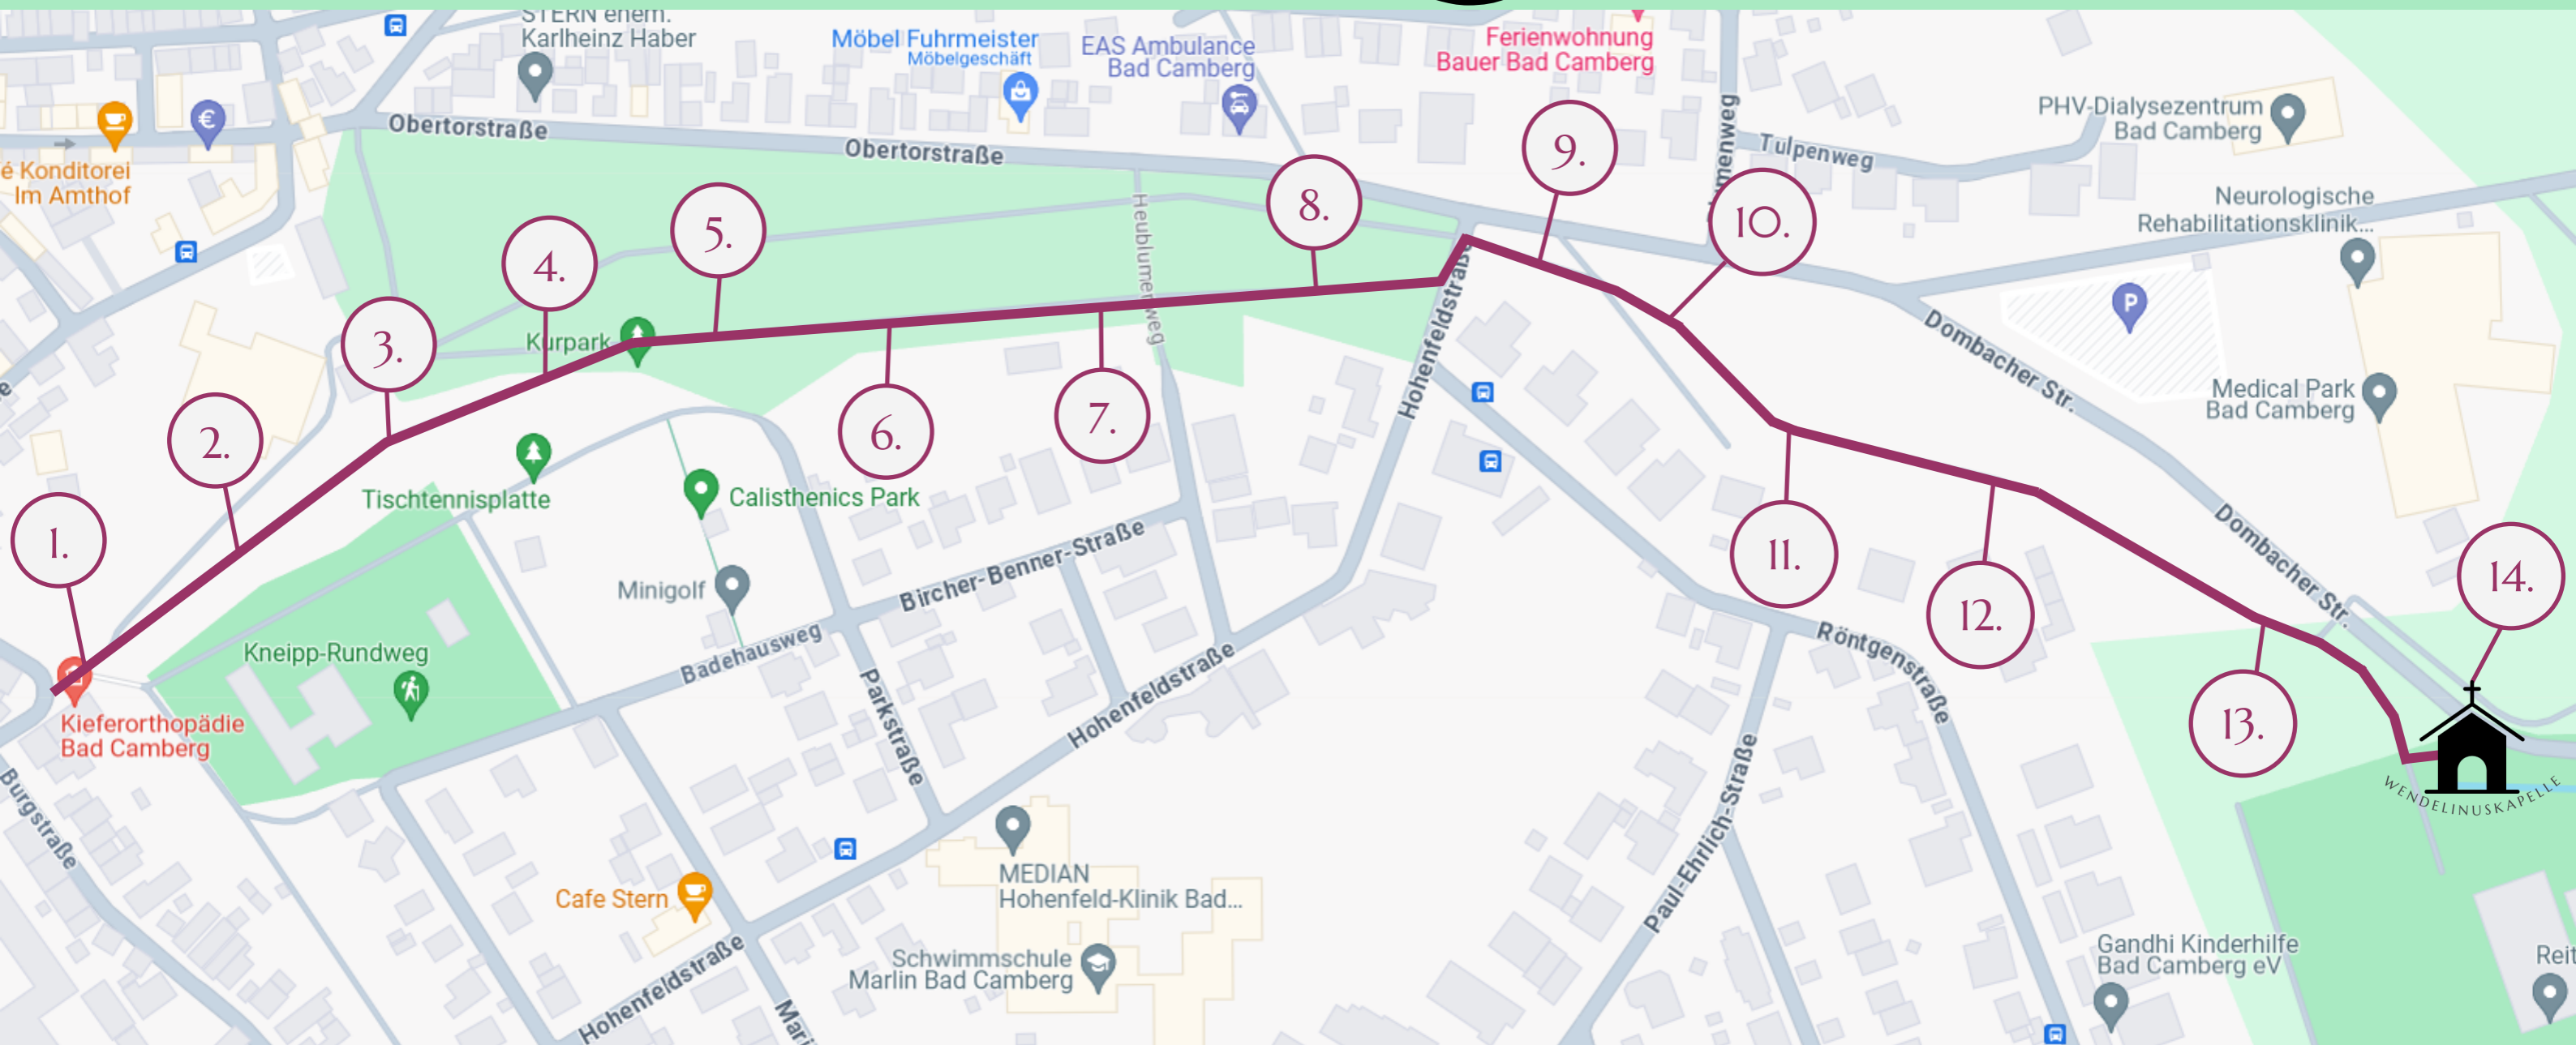 STERN ehem.
Karlheinz Haber
Möbel Fuhrmeister
Möbelgeschäft
EAS Ambulance
Bad Camberg
Ferienwohnung
Bauer Bad Camberg
PHV-Dialysezentrum
Bad Camberg
Obertorstraße
Obertorstraße
Tulpenweg
é Konditorei
Im Amthof
€
Neurologische
Rehabilitationsklinik...
Heublumenweg
P
1.
2.
3.
4.
5.
6.
7.
8.
9.
10.
11.
12.
13.
14.
Kurpark
Hohenfeldstraße
Dombacher Str.
Medical Park
Bad Camberg
Tischtennisplatte
Calisthenics Park
Bircher-Benner-Straße
Minigolf
Dombacher Str.
Kneipp-Rundweg
Badehausweg
Röntgenstraße
Kieferorthopädie
Bad Camberg
Parkstraße
Hohenfeldstraße
Burgstraße
Paul-Ehrlich-Straße
WENDELINUSKAPELLE
MEDIAN
Hohenfeld-Klinik Bad...
Cafe Stern
Schwimmschule
Marlin Bad Camberg
Hohenfeldstraße
Gandhi Kinderhilfe
Bad Camberg eV
Reit
Mari